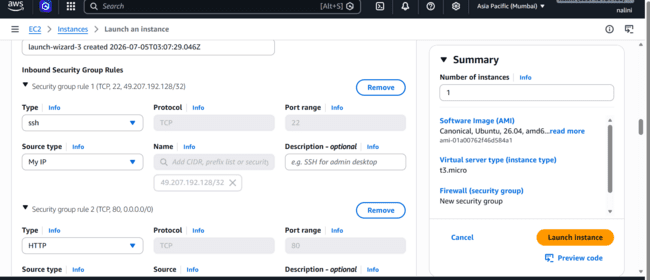 aws
Search
[Alt+S]
Asia Pacific (Mumbai)
nalini
EC2 > Instances > Launch an instance
launch-wizard-3 created 2026-07-05T03:07:29.046Z
Inbound Security Group Rules
Security group rule 1 (TCP, 22, 49.207.192.128/32)
Remove
Type Info
Protocol Info
Port range Info
ssh
TCP
22
Source type Info
Name Info
Description - optional Info
My IP
Add CIDR, prefix list or security
e.g. SSH for admin desktop
49.207.192.128/32
Security group rule 2 (TCP, 80, 0.0.0.0/0)
Remove
Type Info
Protocol Info
Port range Info
HTTP
TCP
80
Source type Info
Source Info
Description - optional Info
Summary
Number of instances Info
1
Software Image (AMI)
Canonical, Ubuntu, 26.04, amd6...read more
ami-01a00762f46d584a1
Virtual server type (instance type)
t3.micro
Firewall (security group)
New security group
Cancel
Launch instance
Preview code